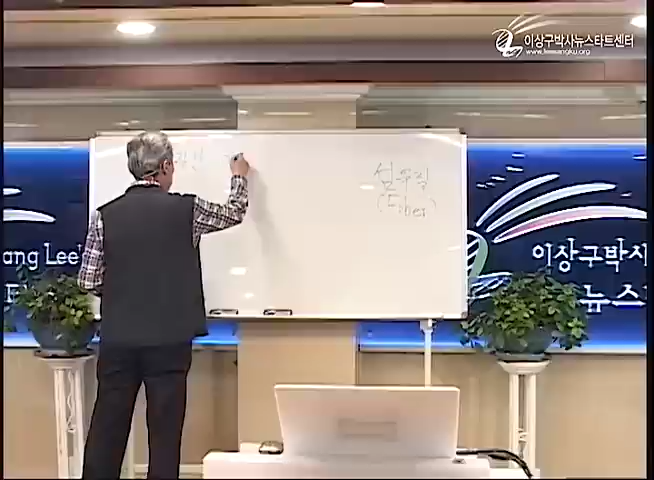 이상구박사뉴스타트센터
www.leesangku.org
섬유질
(Fiber)
ang Lee's
이상구박사
뉴스